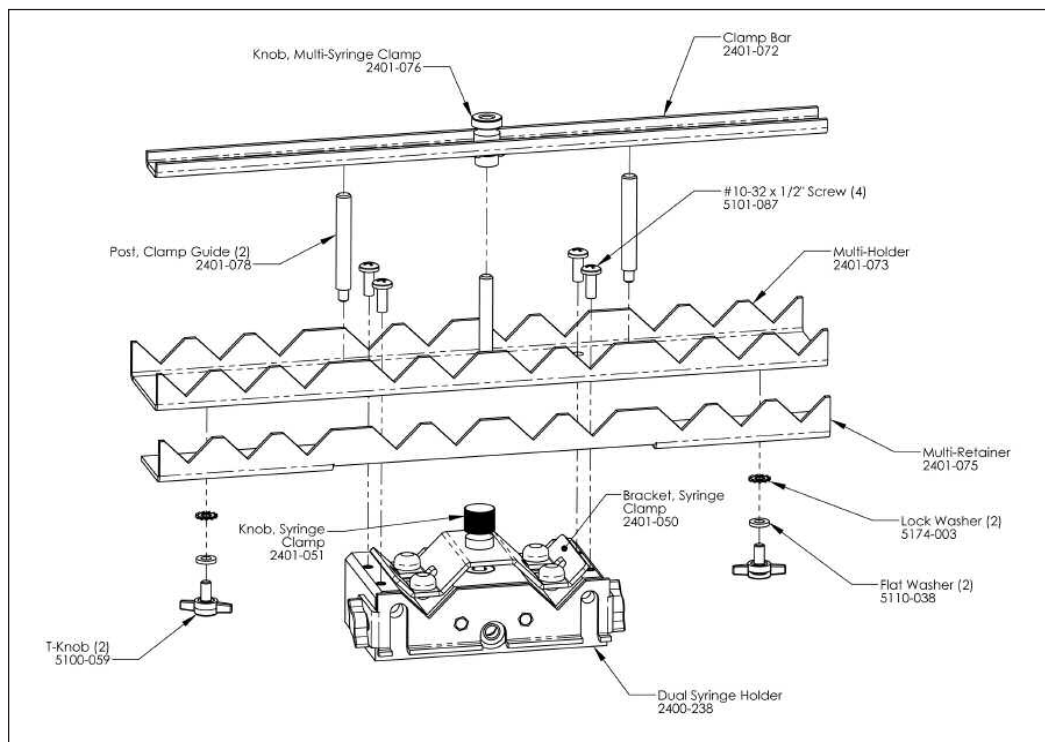 Clamp Bar
2401-072
Knob, Multi-Syringe Clamp
2401-076
#10-32 x 1/2" Screw (4)
5101-087
Post, Clamp Guide (2)
2401-078
Multi-Holder
2401-073
Multi-Retainer
2401-075
Bracket, Syringe
Clamp
2401-050
Knob, Syringe
Clamp
2401-051
Lock Washer (2)
5174-003
Flat Washer (2)
5110-038
T-Knob (2)
5100-059
Dual Syringe Holder
2400-238